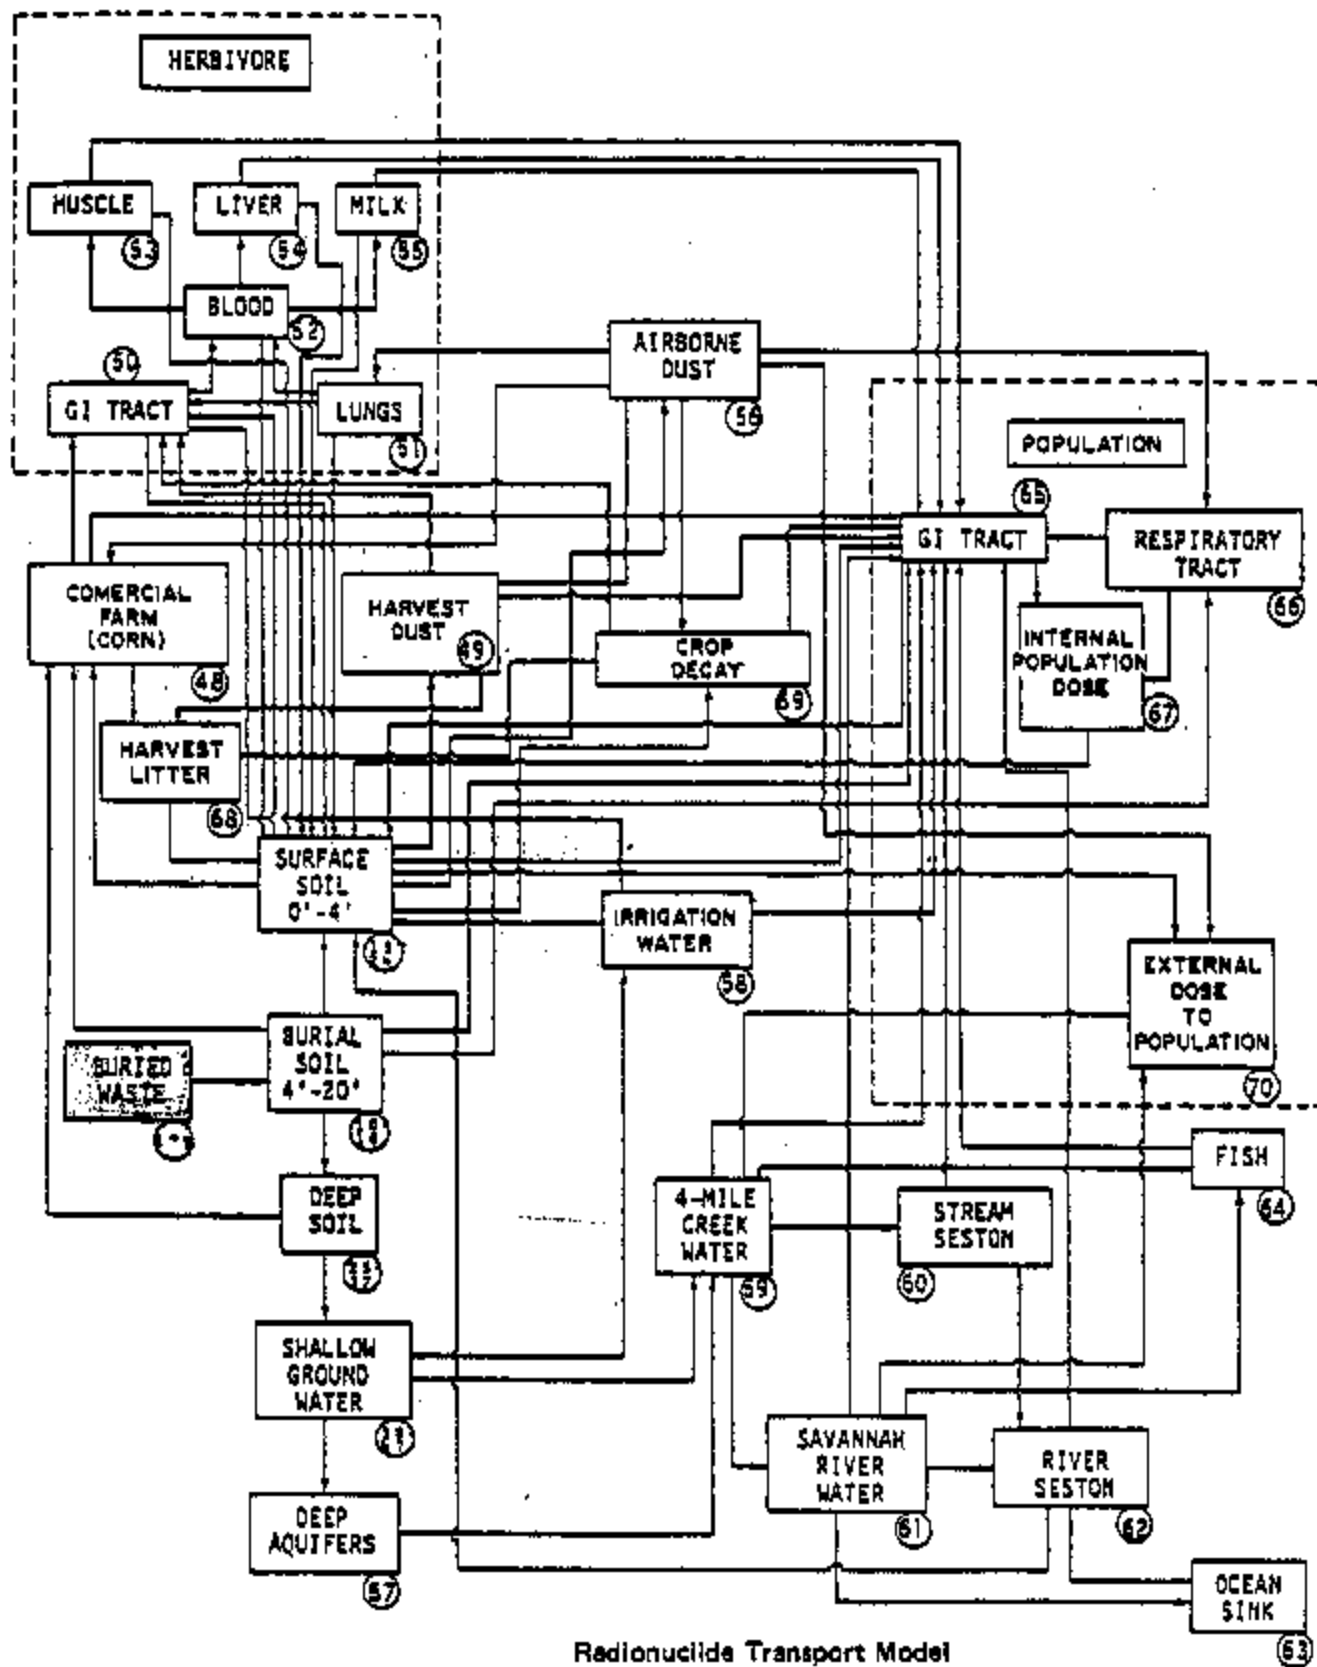 HERBIVORE
MUSCLE
53
LIVER
54
MILK
55
BLOOD
52
50
GI TRACT
LUNGS
51
AIRBORNE
DUST
56
POPULATION
65
GI TRACT
RESPIRATORY
TRACT
66
COMERCIAL
FARM
(CORN)
48
HARVEST
DUST
49
CROP
DECAY
69
INTERNAL
POPULATION
DOSE
67
HARVEST
LITTER
68
SURFACE
SOIL
0'-4'
IRRIGATION
WATER
58
EXTERNAL
DOSE
TO
POPULATION
70
BURIED
WASTE
BURIAL
SOIL
4'-20'
DEEP
SOIL
4-MILE
CREEK
WATER
59
STREAM
SESTON
60
FISH
64
SHALLOW
GROUND
WATER
SAVANNAH
RIVER
WATER
61
RIVER
SESTON
62
DEEP
AQUIFERS
57
OCEAN
SINK
63
Radionuclide Transport Model